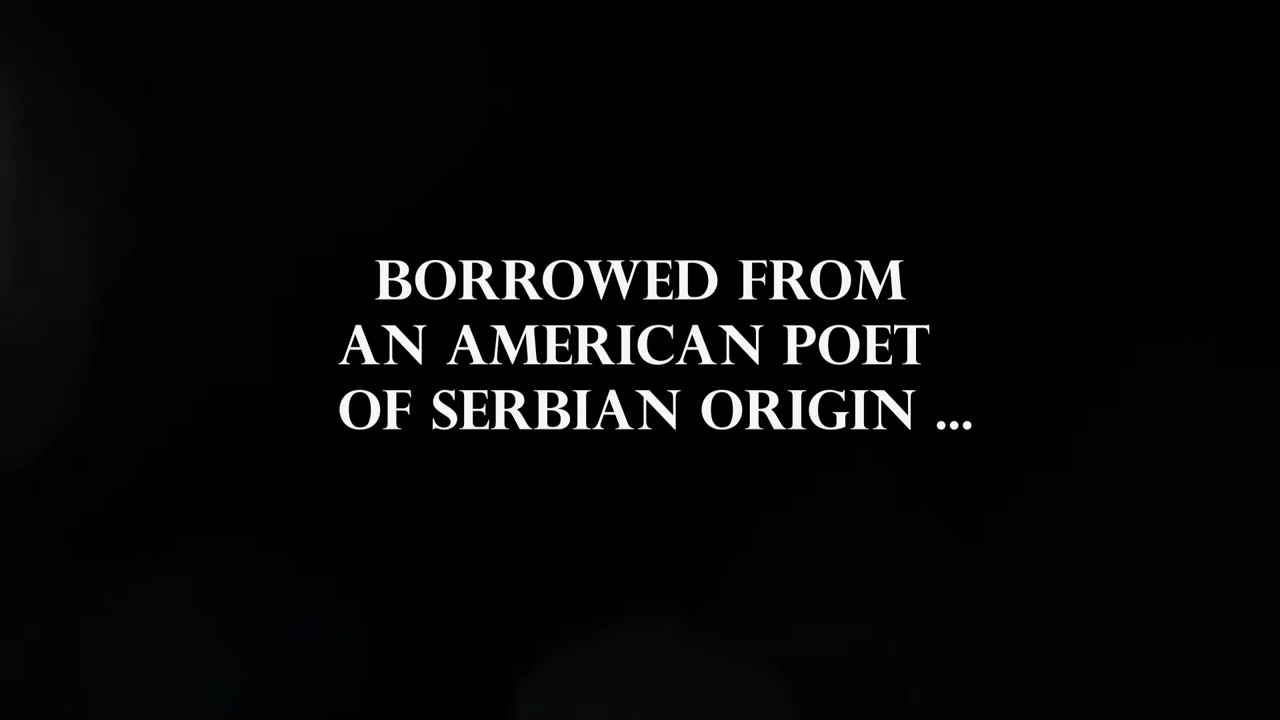 BORROWED FROM
AN AMERICAN POET
OF SERBIAN ORIGIN ...